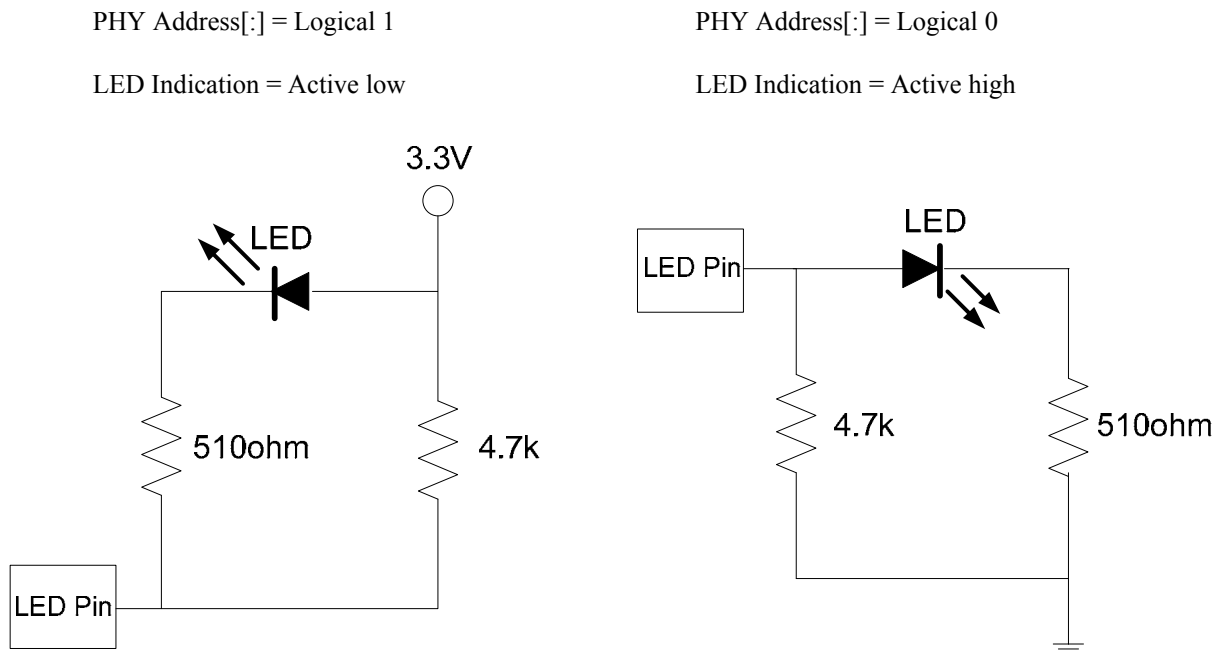 PHY Address[:] = Logical 1
LED Indication = Active low
3.3V
LED
510ohm
4.7k
LED Pin
PHY Address[:] = Logical 0
LED Indication = Active high
LED
LED Pin
4.7k
510ohm